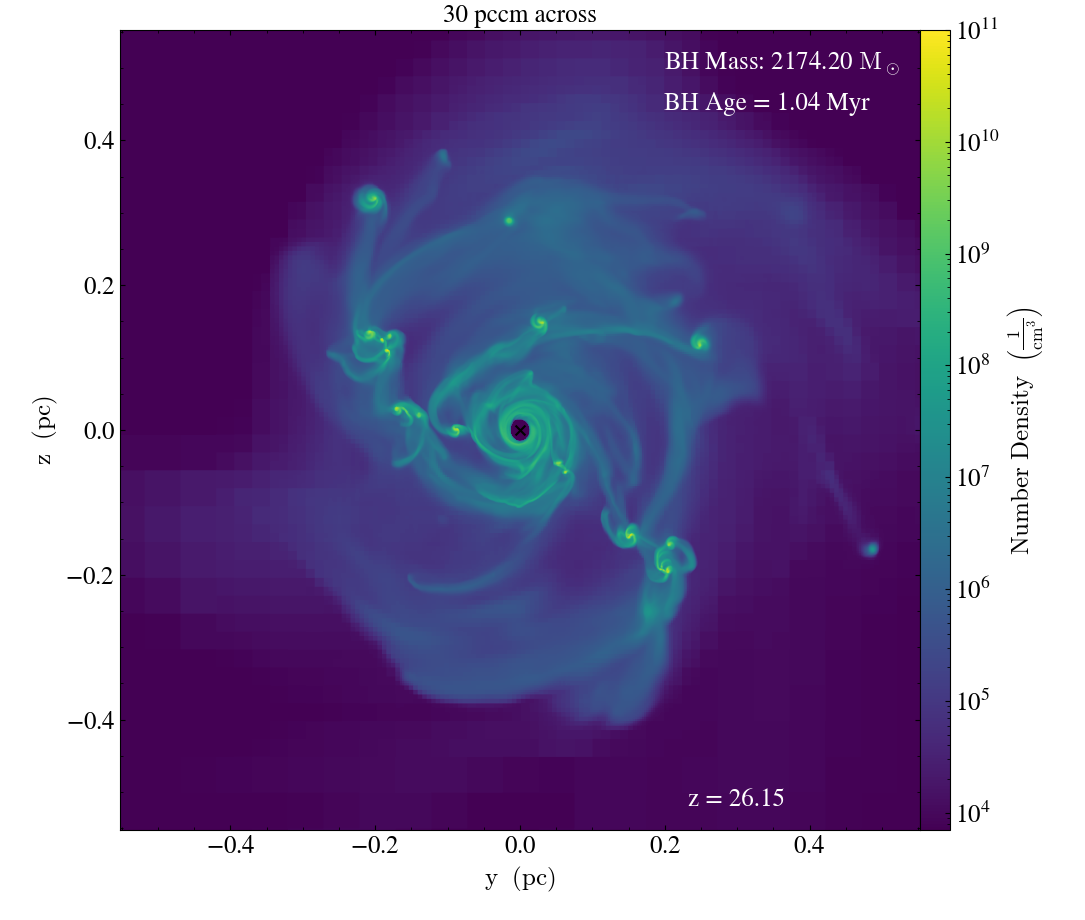 30 pccm across
BH Mass: 2174.20 M⊙
BH Age = 1.04 Myr
z = 26.15
0.4
0.2
0.0
−0.2
−0.4
z (pc)
−0.4 −0.2 0.0 0.2 0.4
y (pc)
10¹¹
10¹⁰
10⁹
10⁸
10⁷
10⁶
10⁵
10⁴
Number Density (1/cm³)